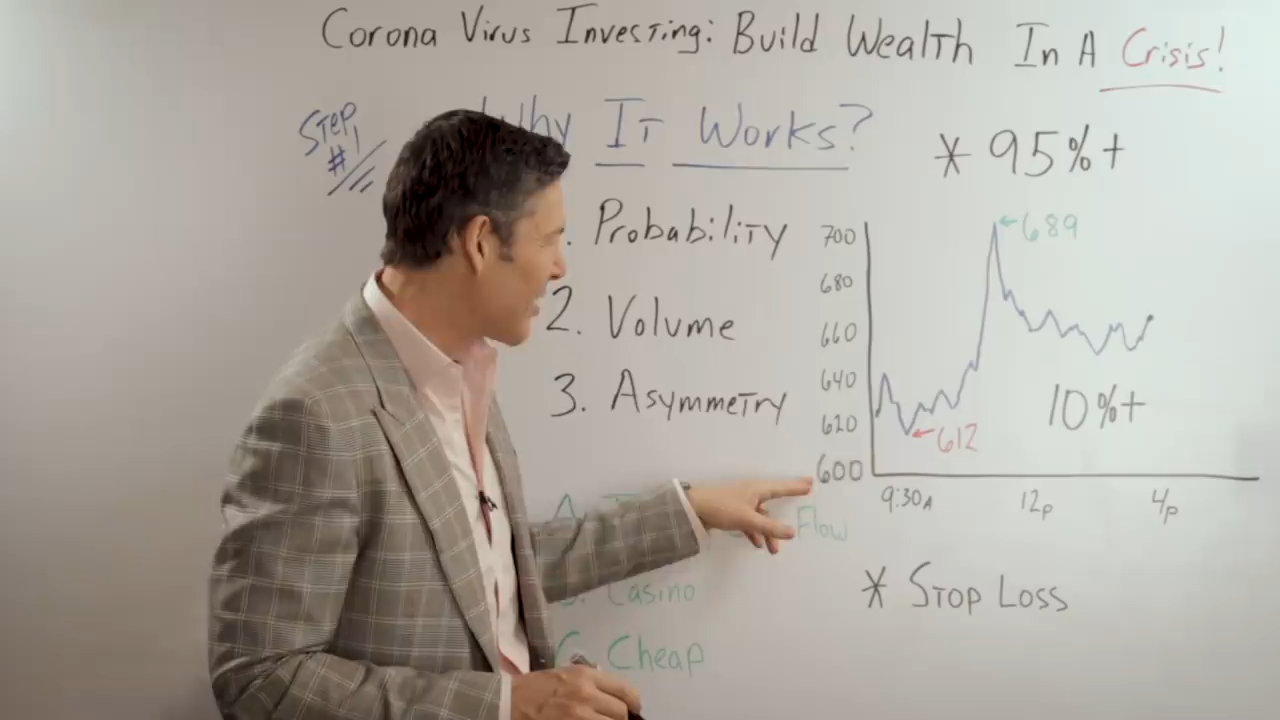 Corona Virus Investing: Build Wealth In A Crisis!
Step
#1
Why It Works?
* 95%+
. Probability
2. Volume
3. Asymmetry
A.
Flow
Casino
C. Cheap
700
680
660
640
620
600
689
612
10%+
9:30A
12p
4p
* Stop Loss